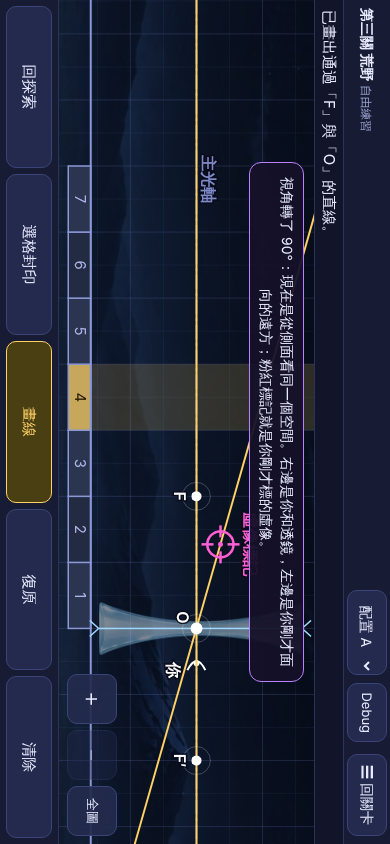 第三關 荒野 自由練習
配置 A
Debug
回關卡
已畫出通過「F」與「O」的直線。
視角轉了 90°：現在是從側面看同一個空間。右邊是你和透鏡，左邊是你剛才面
向的遠方；粉紅標記就是你剛才標的虛像。
主光軸
虛像標記
F
O
你
F'
7
6
5
4
3
2
1
+
−
全圖
回探索
選格封印
畫線
復原
清除